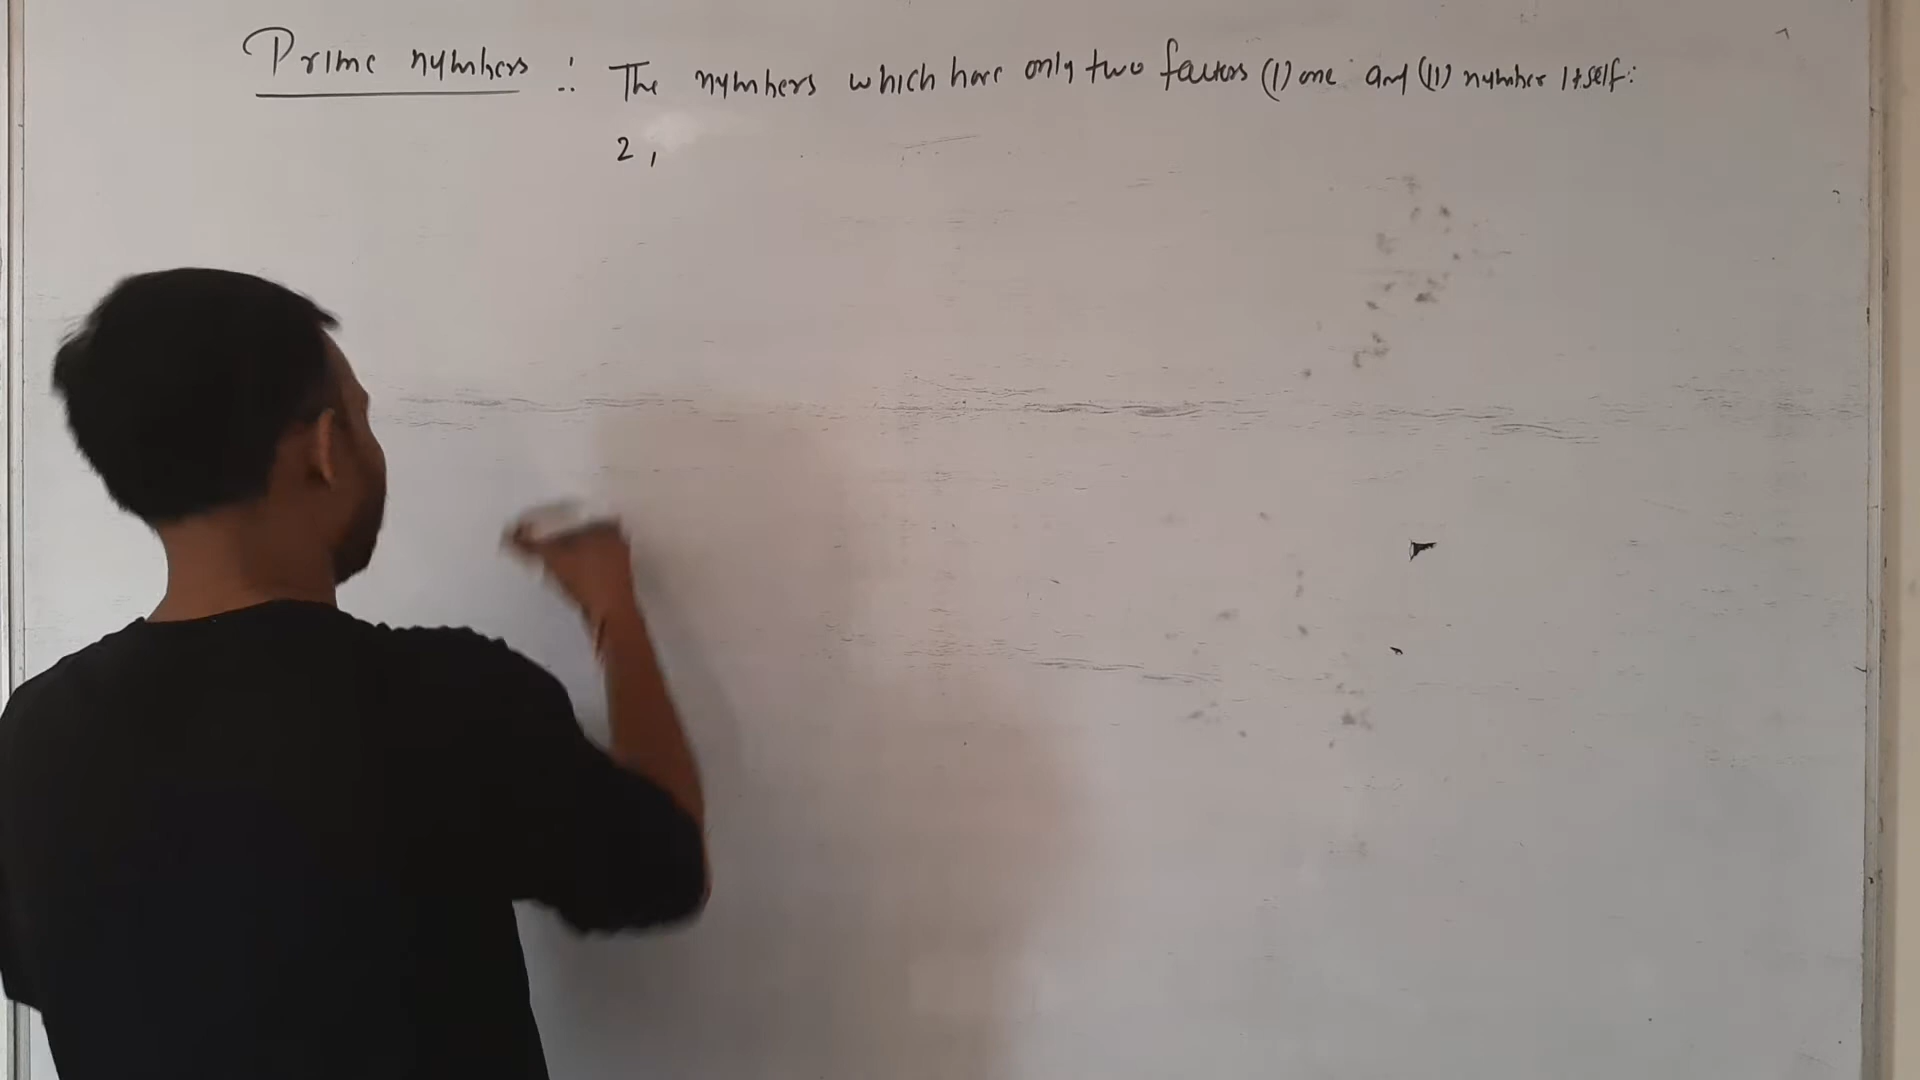 Prime numbers :- The numbers which have only two factors (I) one and (II) number itself:
2,